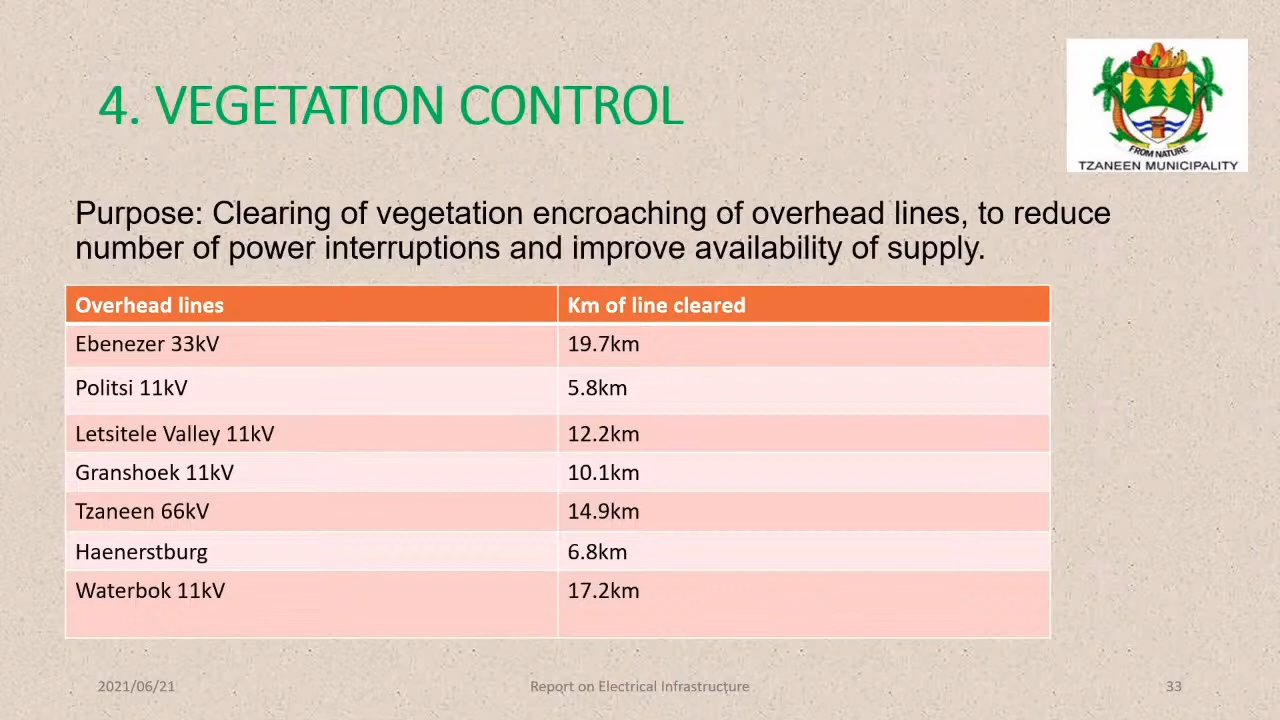 4. VEGETATION CONTROL
FROM NATURE
TZANEEN MUNICIPALITY
Purpose: Clearing of vegetation encroaching of overhead lines, to reduce
number of power interruptions and improve availability of supply.
Overhead lines Km of line cleared
Ebenezer 33kV 19.7km
Politsi 11kV 5.8km
Letsitele Valley 11kV 12.2km
Granshoek 11kV 10.1km
Tzaneen 66kV 14.9km
Haenerstburg 6.8km
Waterbok 11kV 17.2km
2021/06/21 Report on Electrical Infrastructure 33